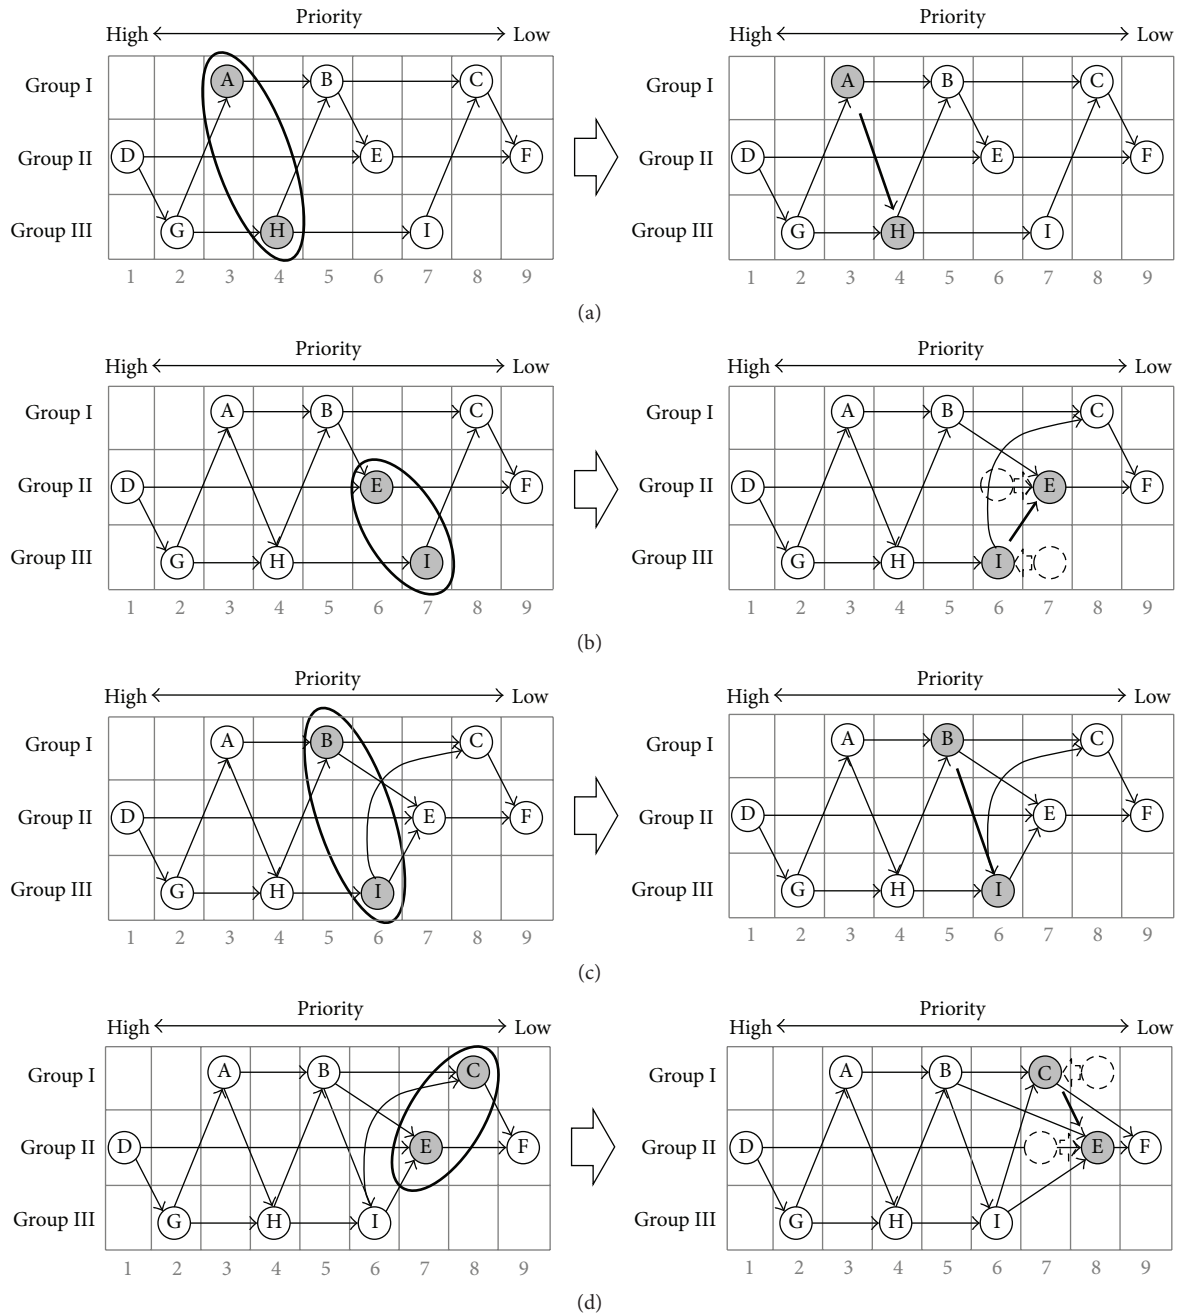 Priority
High Low
Group I A B C
Group II D E F
Group III G H I
1 2 3 4 5 6 7 8 9
Priority
High Low
Group I A B C
Group II D E F
Group III G H I
1 2 3 4 5 6 7 8 9
(a)
Priority
High Low
Group I A B C
Group II D E F
Group III G H I
1 2 3 4 5 6 7 8 9
Priority
High Low
Group I A B C
Group II D E F
Group III G H I
1 2 3 4 5 6 7 8 9
(b)
Priority
High Low
Group I A B C
Group II D E F
Group III G H I
1 2 3 4 5 6 7 8 9
Priority
High Low
Group I A B C
Group II D E F
Group III G H I
1 2 3 4 5 6 7 8 9
(c)
Priority
High Low
Group I A B C
Group II D E F
Group III G H I
1 2 3 4 5 6 7 8 9
Priority
High Low
Group I A B C
Group II D E F
Group III G H I
1 2 3 4 5 6 7 8 9
(d)